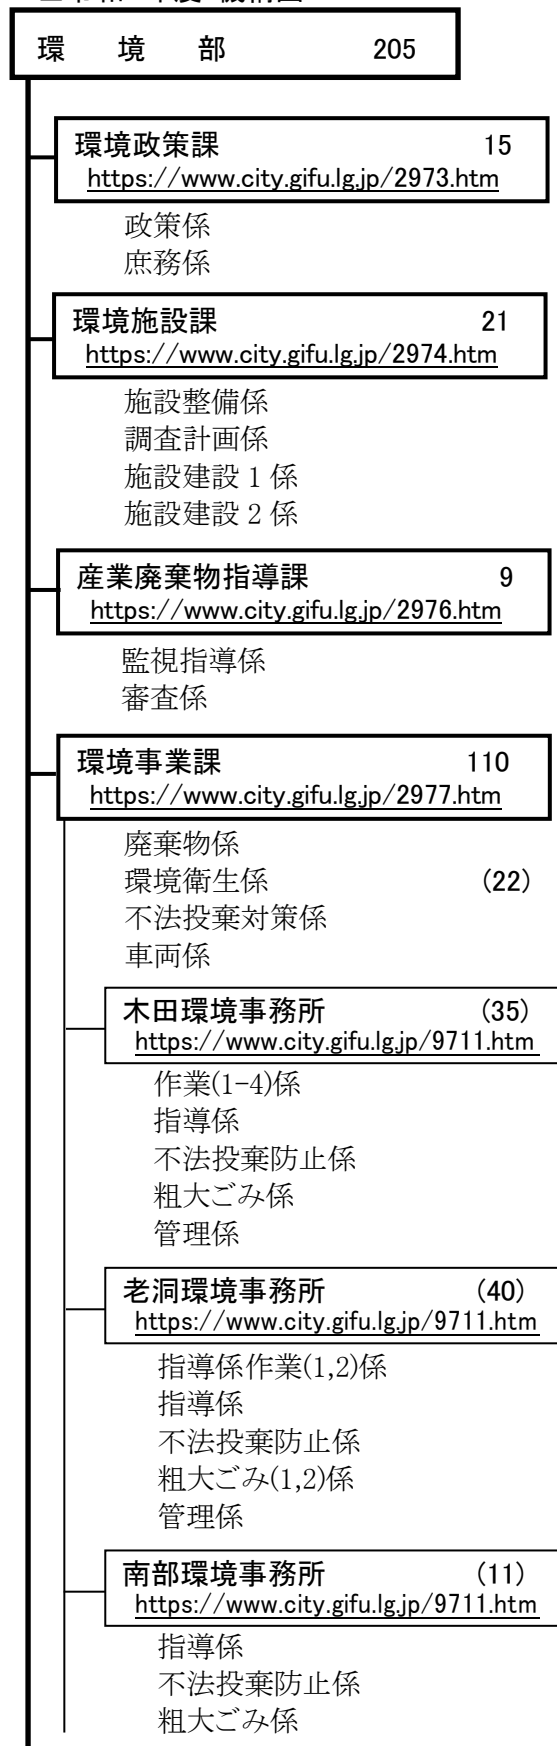 環 境 部 205
環境政策課 15
https://www.city.gifu.lg.jp/2973.htm
政策係
庶務係
環境施設課 21
https://www.city.gifu.lg.jp/2974.htm
施設整備係
調査計画係
施設建設1係
施設建設2係
産業廃棄物指導課 9
https://www.city.gifu.lg.jp/2976.htm
監視指導係
審査係
環境事業課 110
https://www.city.gifu.lg.jp/2977.htm
廃棄物係
環境衛生係 (22)
不法投棄対策係
車両係
木田環境事務所 (35)
https://www.city.gifu.lg.jp/9711.htm
作業(1-4)係
指導係
不法投棄防止係
粗大ごみ係
管理係
老洞環境事務所 (40)
https://www.city.gifu.lg.jp/9711.htm
指導係作業(1,2)係
指導係
不法投棄防止係
粗大ごみ(1,2)係
管理係
南部環境事務所 (11)
https://www.city.gifu.lg.jp/9711.htm
指導係
不法投棄防止係
粗大ごみ係